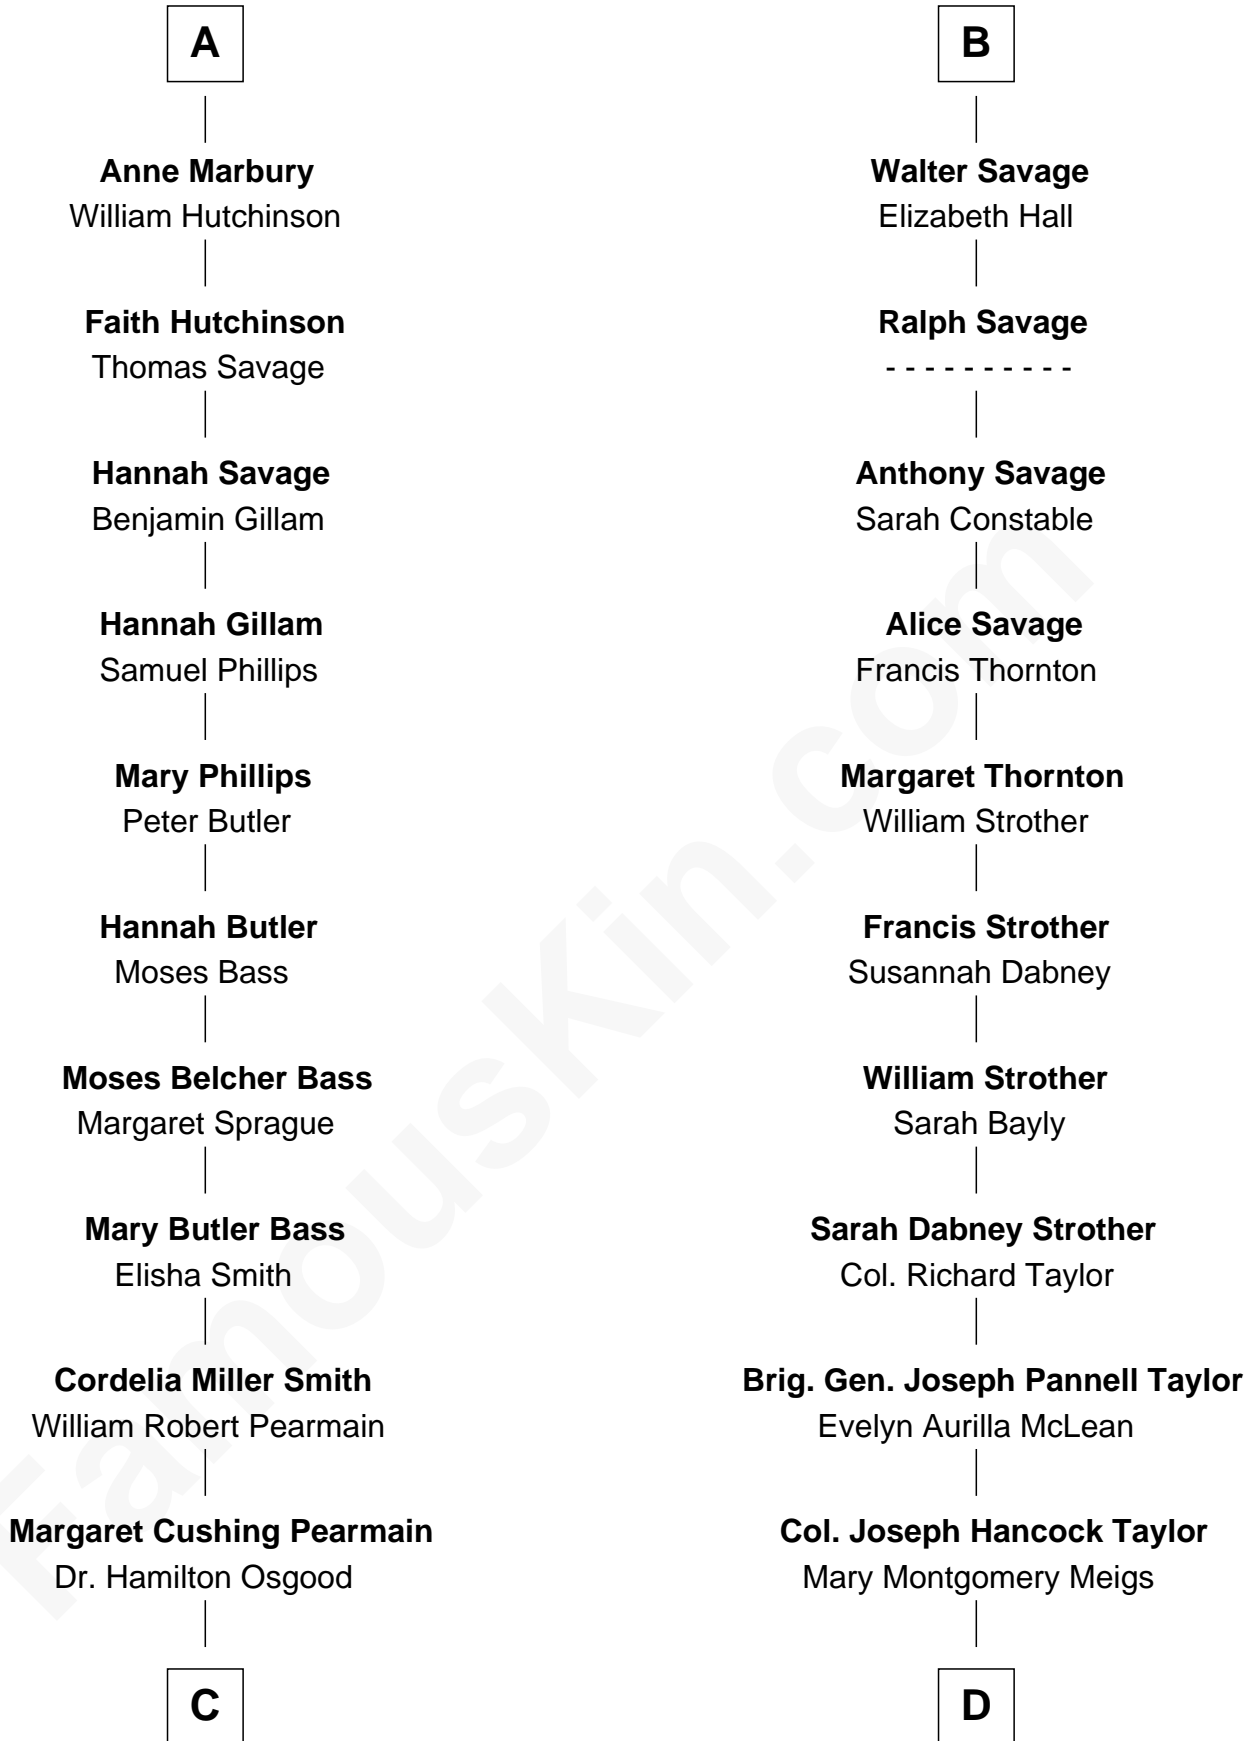 A
Anne Marbury
William Hutchinson
Faith Hutchinson
Thomas Savage
Hannah Savage
Benjamin Gillam
Hannah Gillam
Samuel Phillips
Mary Phillips
Peter Butler
Hannah Butler
Moses Bass
Moses Belcher Bass
Margaret Sprague
Mary Butler Bass
Elisha Smith
Cordelia Miller Smith
William Robert Pearmain
Margaret Cushing Pearmain
Dr. Hamilton Osgood
C
B
Walter Savage
Elizabeth Hall
Ralph Savage
- - - - - - - - - -
Anthony Savage
Sarah Constable
Alice Savage
Francis Thornton
Margaret Thornton
William Strother
Francis Strother
Susannah Dabney
William Strother
Sarah Bayly
Sarah Dabney Strother
Col. Richard Taylor
Brig. Gen. Joseph Pannell Taylor
Evelyn Aurilla McLean
Col. Joseph Hancock Taylor
Mary Montgomery Meigs
D
FamousKin.com